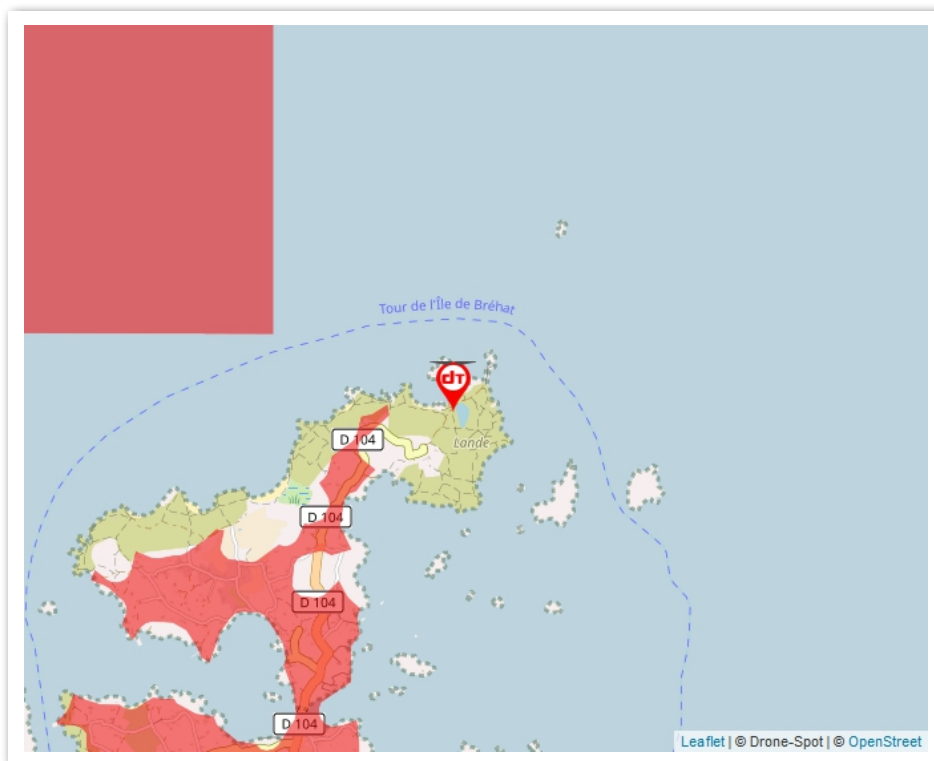 Tour de l'Île de Bréhat
dT
D 104
Lande
D 104
D 104
D 104
Leaflet | © Drone-Spot | © OpenStreet